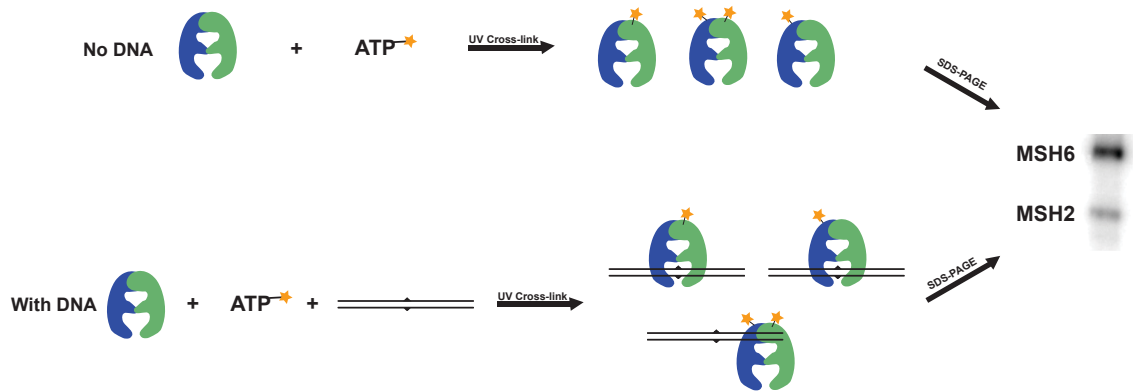 No DNA
+
ATP
UV Cross-link
SDS-PAGE
MSH6
MSH2
With DNA
+
ATP
+
UV Cross-link
SDS-PAGE